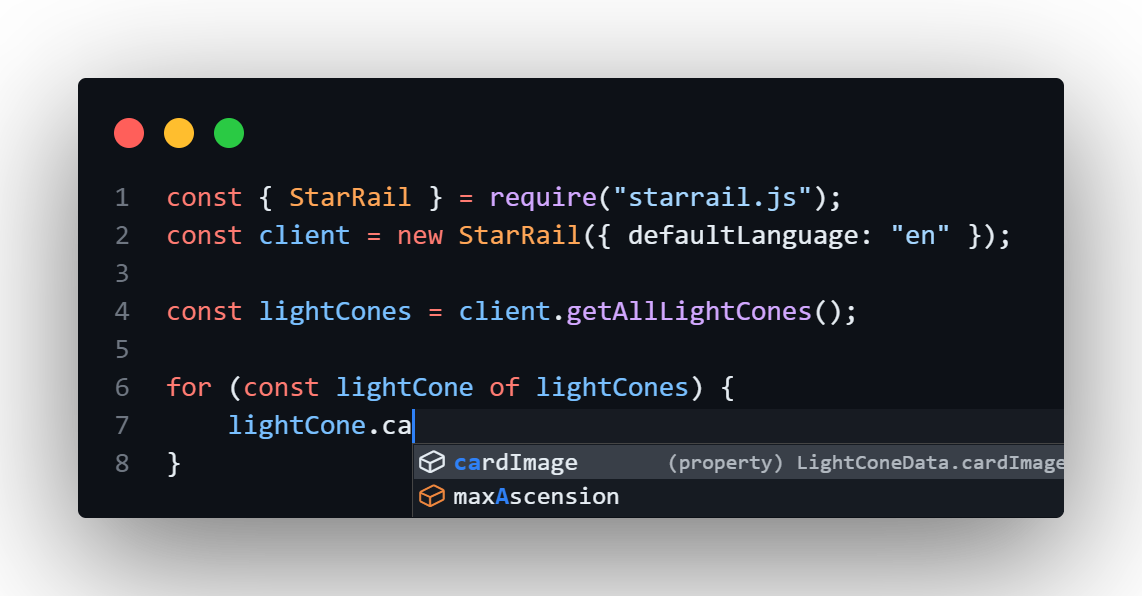 1 const { StarRail } = require("starrail.js");
2 const client = new StarRail({ defaultLanguage: "en" });
3
4 const lightCones = client.getAllLightCones();
5
6 for (const lightCone of lightCones) {
7     lightCone.ca
cardImage (property) LightConeData.cardImage
8 }
maxAscension